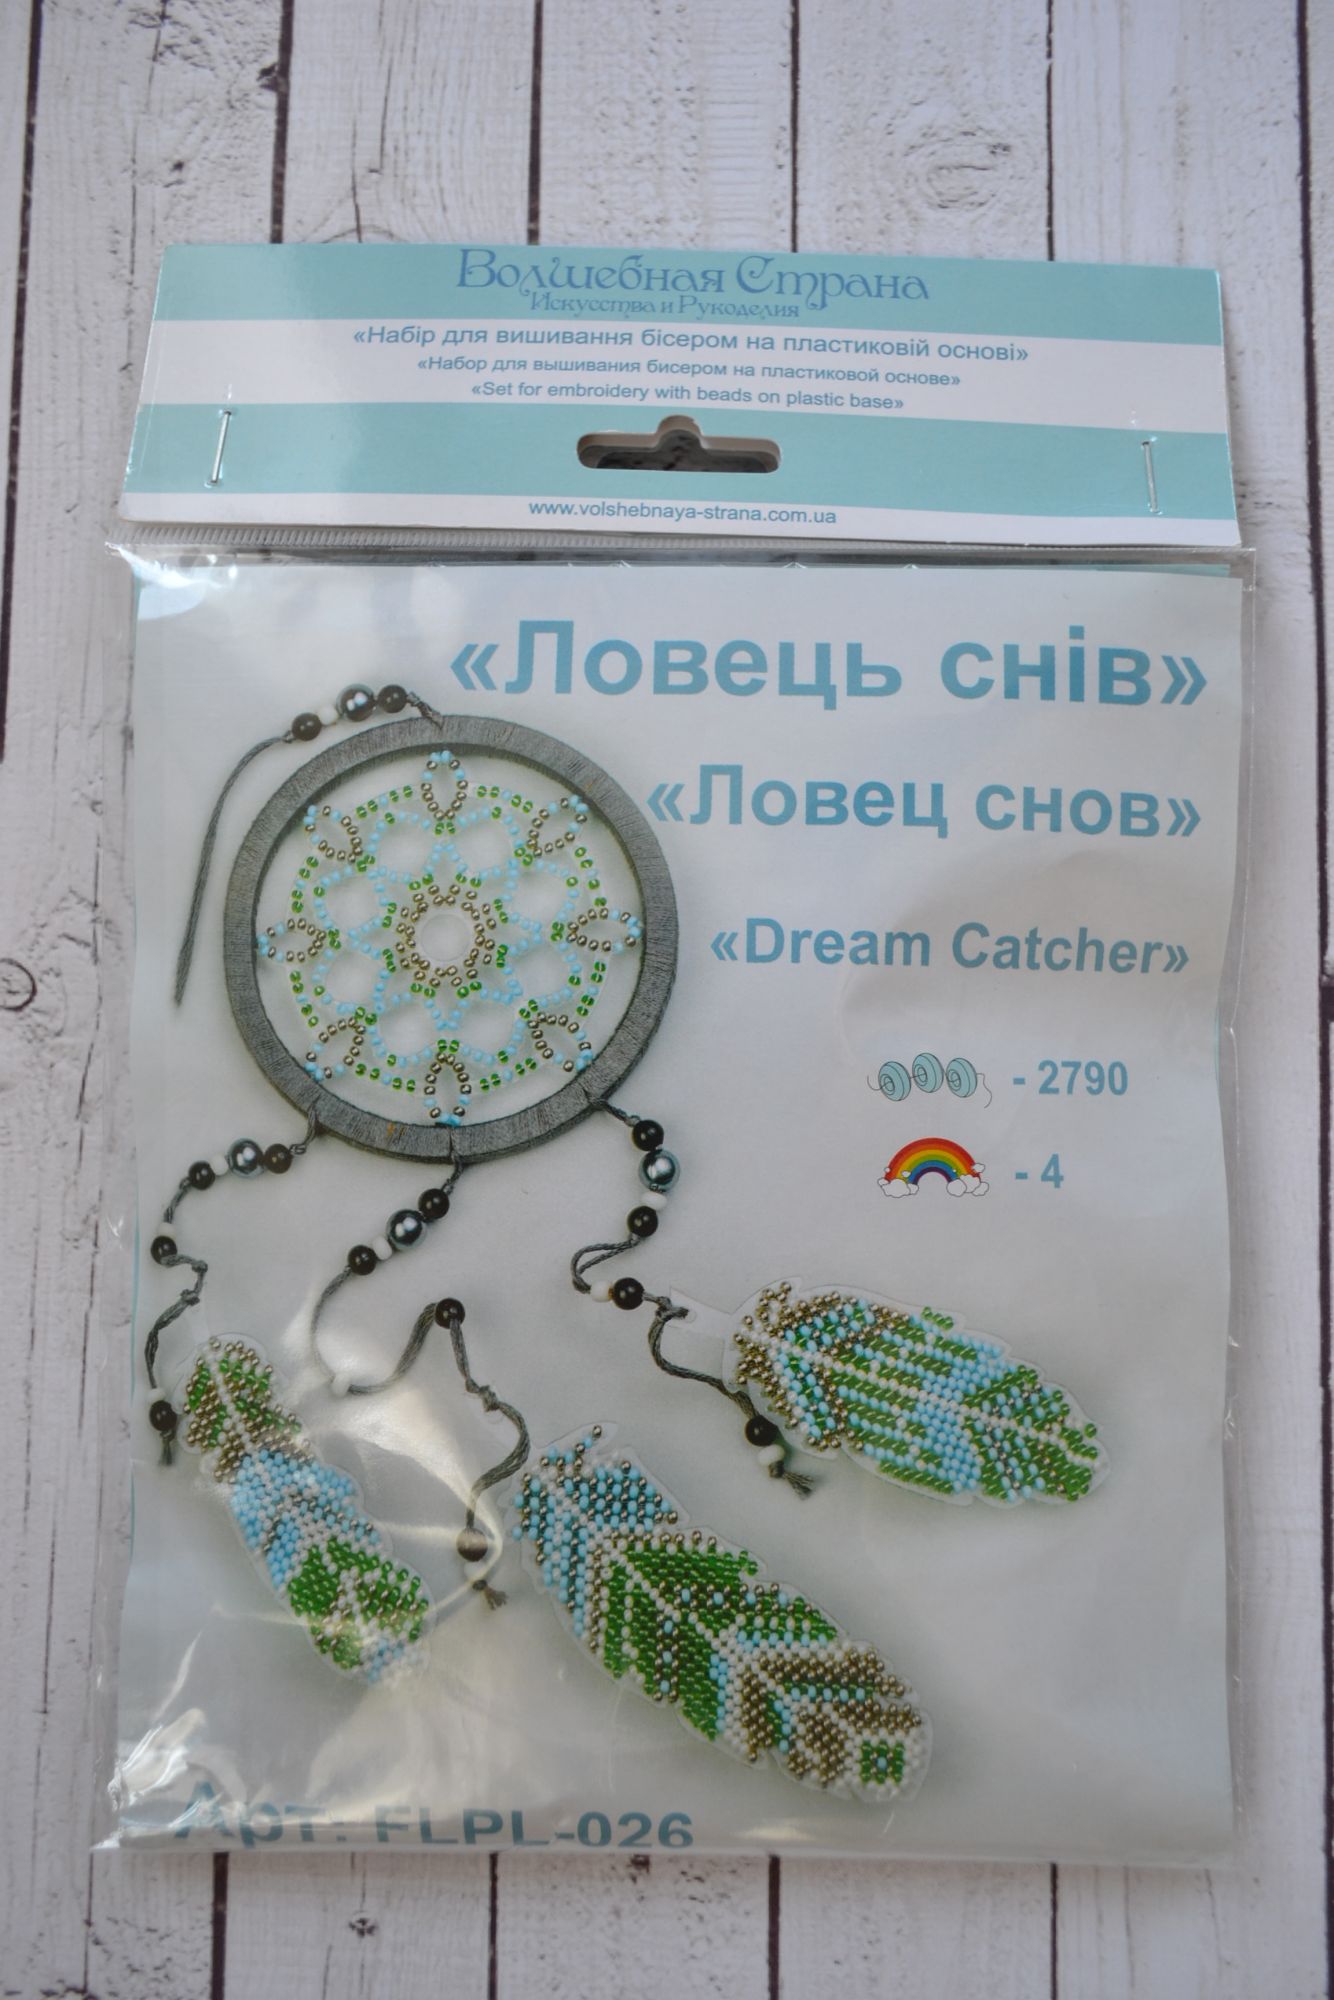 Волшебная Страна
Искусства и Рукоделия
«Набір для вишивання бісером на пластиковій основі»
«Набор для вышивания бисером на пластиковой основе»
«Set for embroidery with beads on plastic base»
www.volshebnaya-strana.com.ua
«Ловець снів»
«Ловец снов»
«Dream Catcher»
- 2790
- 4
Арт: FLPL-026